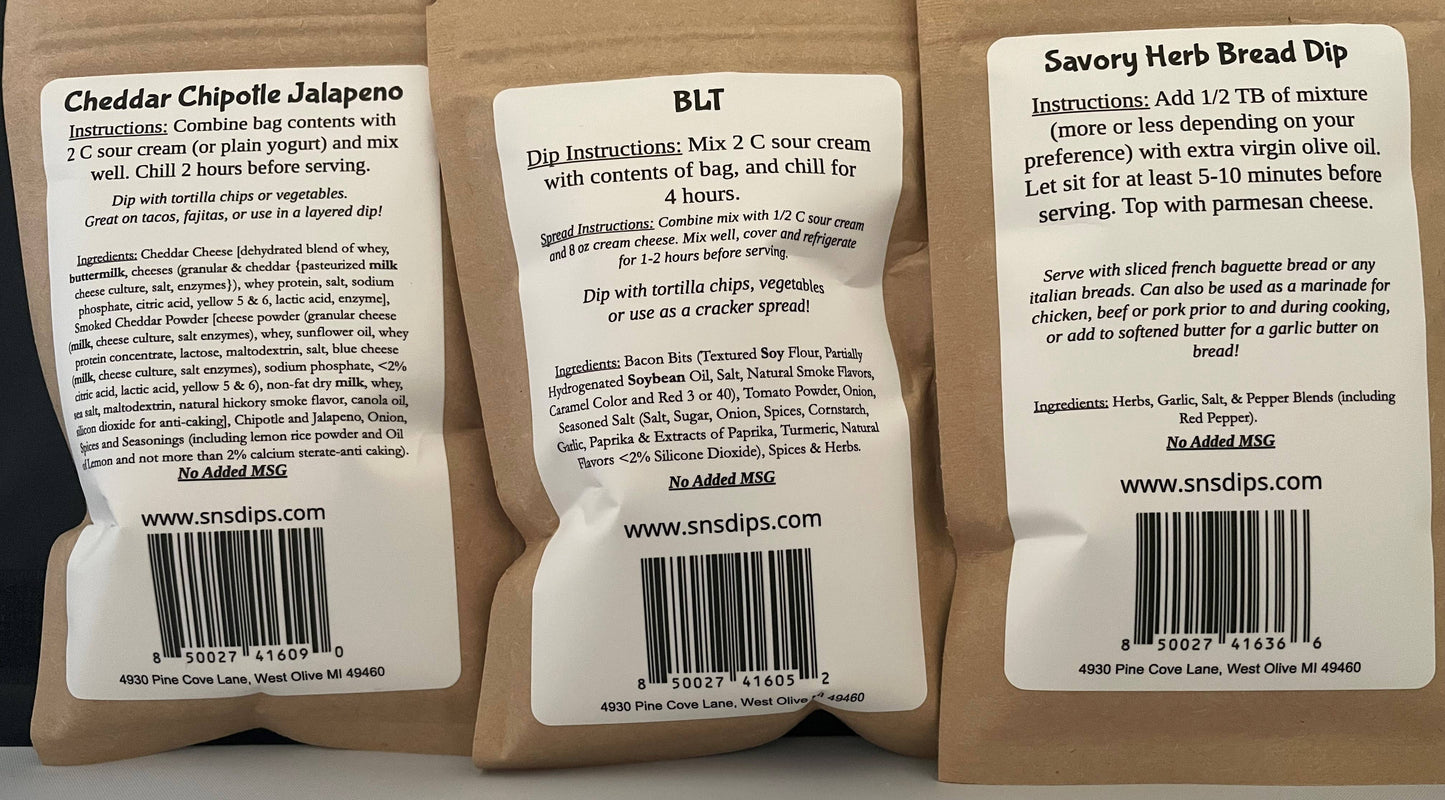 Cheddar Chipotle Jalapeno
Instructions: Combine bag contents with
2 C sour cream (or plain yogurt) and mix
well. Chill 2 hours before serving.
Dip with tortilla chips or vegetables.
Great on tacos, fajitas, or use in a layered dip!
Ingredients: Cheddar Cheese [dehydrated blend of whey,
buttermilk, cheeses (granular & cheddar {pasteurized milk
cheese culture, salt, enzymes}), whey protein, salt, sodium
phosphate, citric acid, yellow 5 & 6, lactic acid, enzyme],
Smoked Cheddar Powder [cheese powder (granular cheese
(milk, cheese culture, salt enzymes), whey, sunflower oil, whey
protein concentrate, lactose, maltodextrin, salt, blue cheese
(milk, cheese culture, salt enzymes), sodium phosphate, <2%
citric acid, lactic acid, yellow 5 & 6), non-fat dry milk, whey,
sea salt, maltodextrin, natural hickory smoke flavor, canola oil,
silicon dioxide for anti-caking], Chipotle and Jalapeno, Onion,
Spices and Seasonings (including lemon rice powder and Oil
of Lemon and not more than 2% calcium sterate-anti caking).
No Added MSG
www.snsdips.com
8 50027 41609 0
4930 Pine Cove Lane, West Olive MI 49460
BLT
Dip Instructions: Mix 2 C sour cream
with contents of bag, and chill for
4 hours.
Spread Instructions: Combine mix with 1/2 C sour cream
and 8 oz cream cheese. Mix well, cover and refrigerate
for 1-2 hours before serving.
Dip with tortilla chips, vegetables
or use as a cracker spread!
Ingredients: Bacon Bits (Textured Soy Flour, Partially
Hydrogenated Soybean Oil, Salt, Natural Smoke Flavors,
Caramel Color and Red 3 or 40), Tomato Powder, Onion,
Seasoned Salt (Salt, Sugar, Onion, Spices, Cornstarch,
Garlic, Paprika & Extracts of Paprika, Turmeric, Natural
Flavors <2% Silicone Dioxide), Spices & Herbs.
No Added MSG
www.snsdips.com
8 50027 41605 2
4930 Pine Cove Lane, West Olive 49460
Savory Herb Bread Dip
Instructions: Add 1/2 TB of mixture
(more or less depending on your
preference) with extra virgin olive oil.
Let sit for at least 5-10 minutes before
serving. Top with parmesan cheese.
Serve with sliced french baguette bread or any
italian breads. Can also be used as a marinade for
chicken, beef or pork prior to and during cooking,
or add to softened butter for a garlic butter on
bread!
Ingredients: Herbs, Garlic, Salt, & Pepper Blends (including
Red Pepper).
No Added MSG
www.snsdips.com
8 50027 41636 6
4930 Pine Cove Lane, West Olive MI 49460